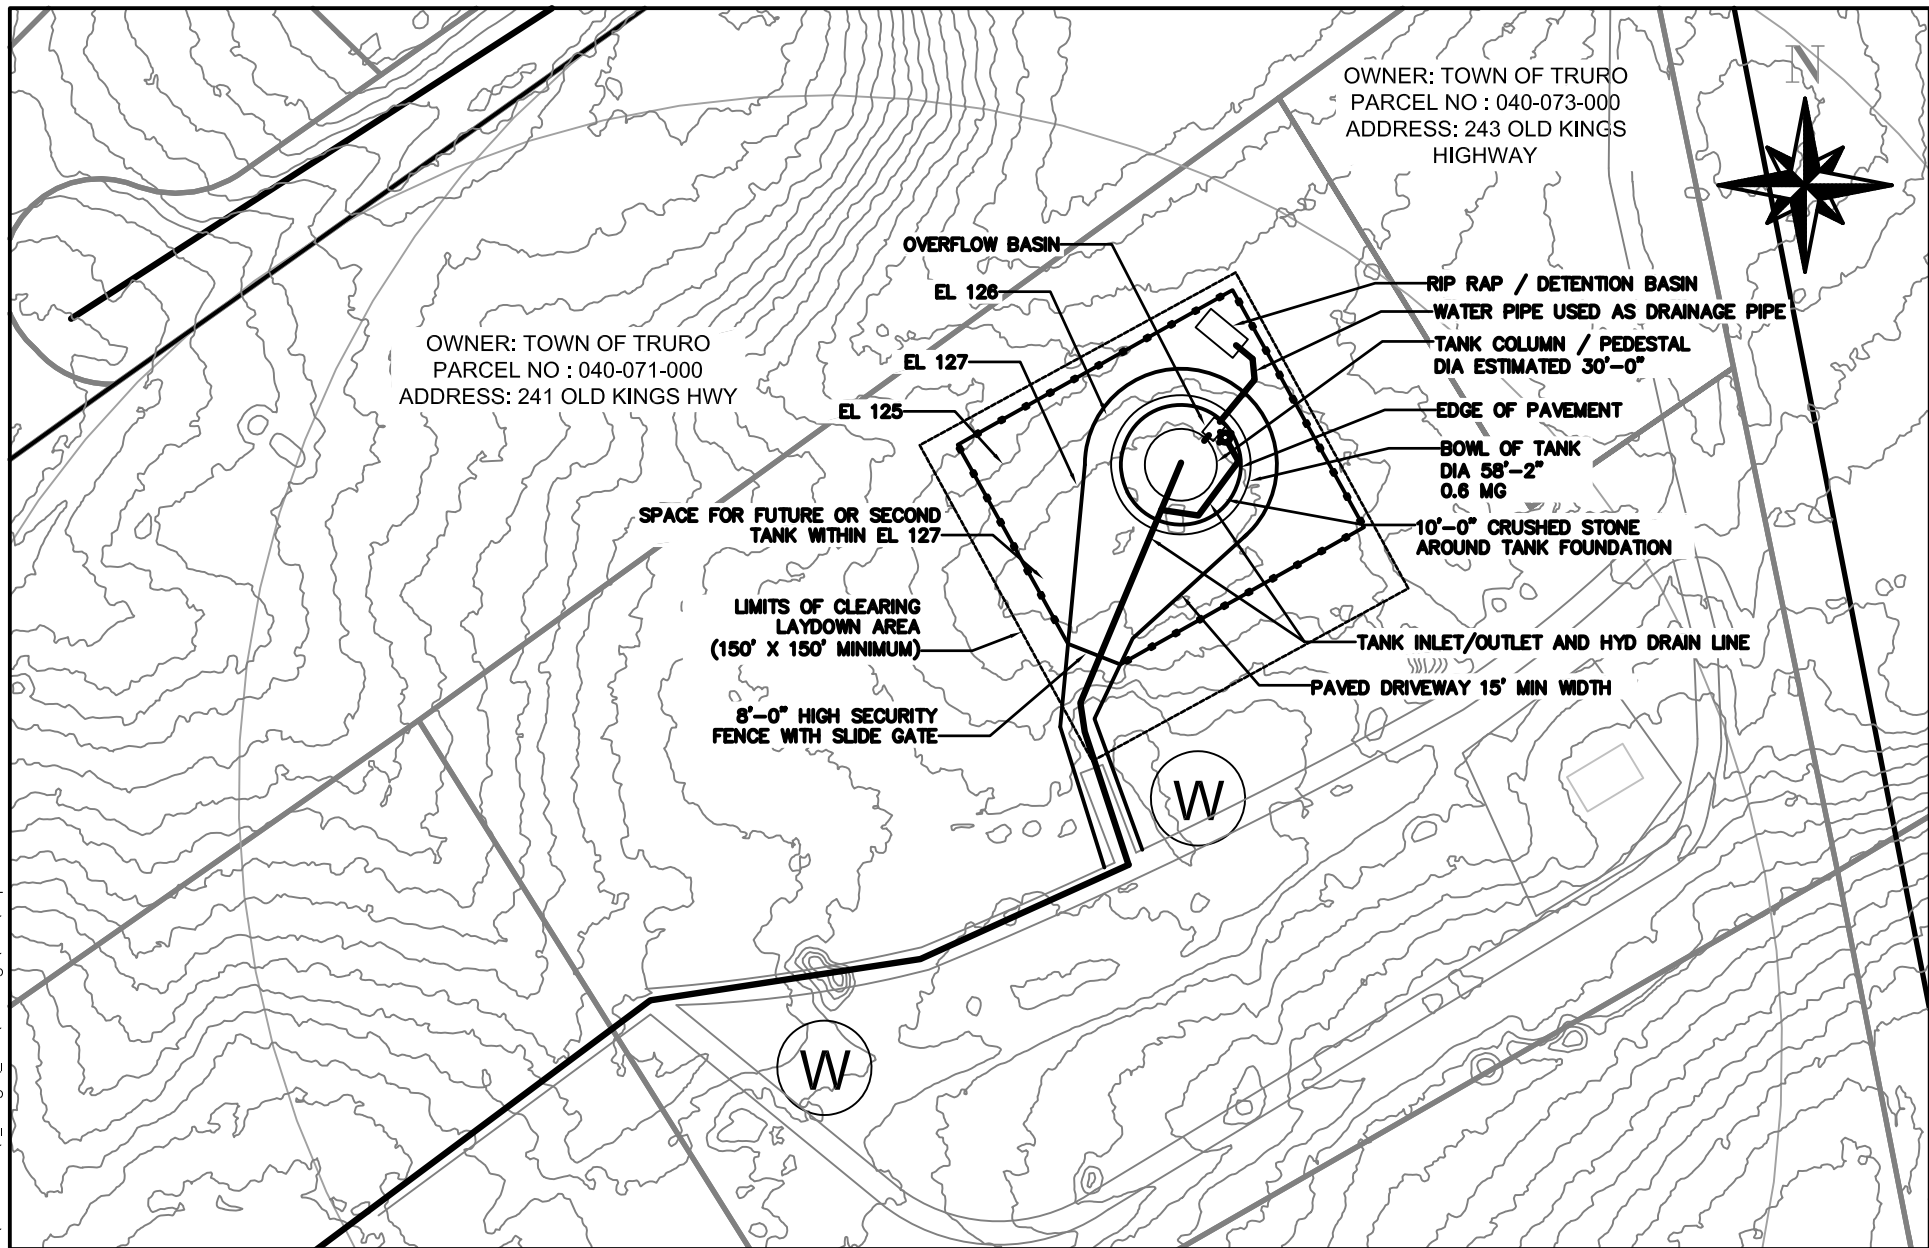 OWNER: TOWN OF TRURO
PARCEL NO : 040-073-000
ADDRESS: 243 OLD KINGS
HIGHWAY
N
OVERFLOW BASIN
EL 126
EL 127
EL 125
OWNER: TOWN OF TRURO
PARCEL NO : 040-071-000
ADDRESS: 241 OLD KINGS HWY
RIP RAP / DETENTION BASIN
WATER PIPE USED AS DRAINAGE PIPE
TANK COLUMN / PEDESTAL
DIA ESTIMATED 30'-0"
EDGE OF PAVEMENT
BOWL OF TANK
DIA 58'-2"
0.6 MG
10'-0" CRUSHED STONE
AROUND TANK FOUNDATION
SPACE FOR FUTURE OR SECOND
TANK WITHIN EL 127
LIMITS OF CLEARING
LAYDOWN AREA
(150' X 150' MINIMUM)
8'-0" HIGH SECURITY
FENCE WITH SLIDE GATE
TANK INLET/OUTLET AND HYD DRAIN LINE
PAVED DRIVEWAY 15' MIN WIDTH
W
W